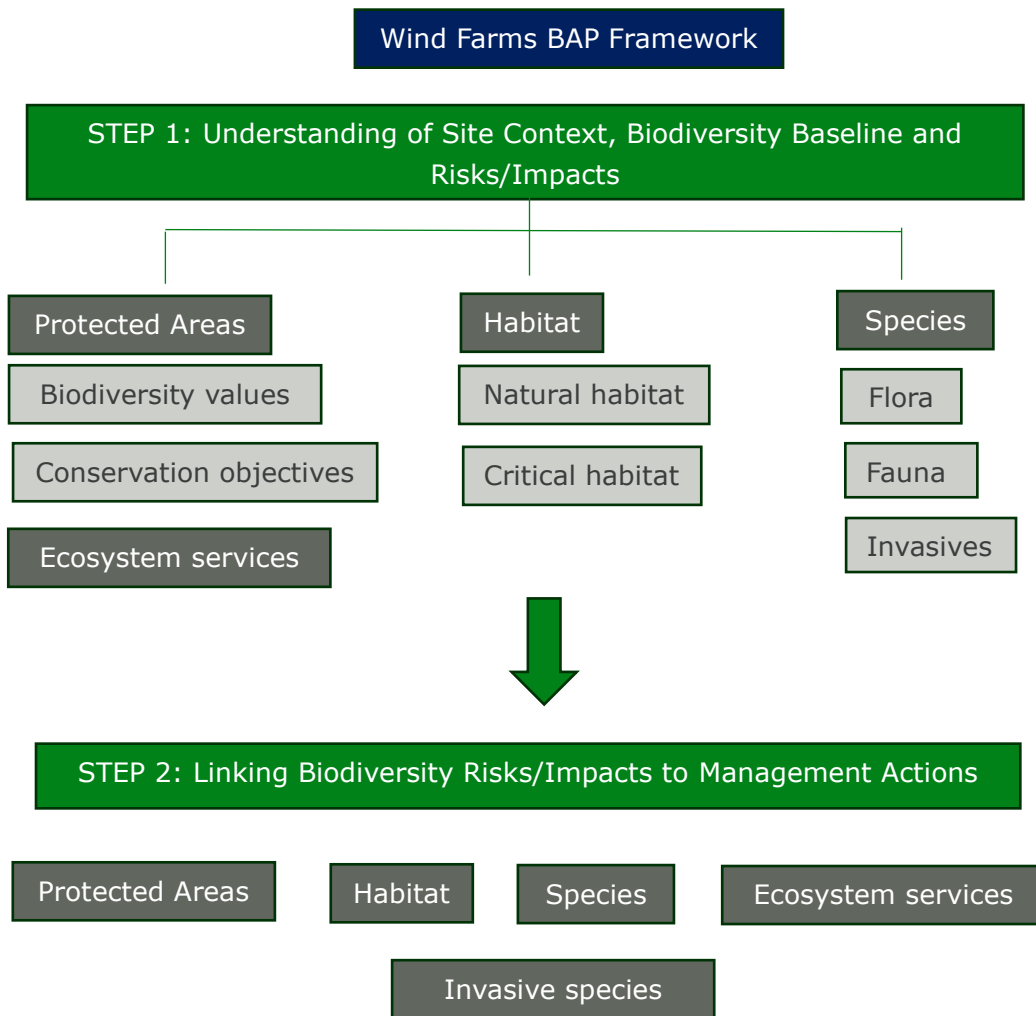 Wind Farms BAP Framework
STEP 1: Understanding of Site Context, Biodiversity Baseline and
Risks/Impacts
Protected Areas
Habitat
Species
Biodiversity values
Natural habitat
Flora
Conservation objectives
Critical habitat
Fauna
Ecosystem services
Invasives
STEP 2: Linking Biodiversity Risks/Impacts to Management Actions
Protected Areas
Habitat
Species
Ecosystem services
Invasive species